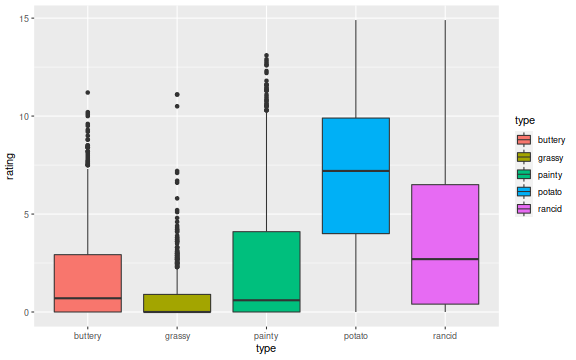 15
10
5
0
rating
buttery
grassy
painty
potato
rancid
type
type
buttery
grassy
painty
potato
rancid